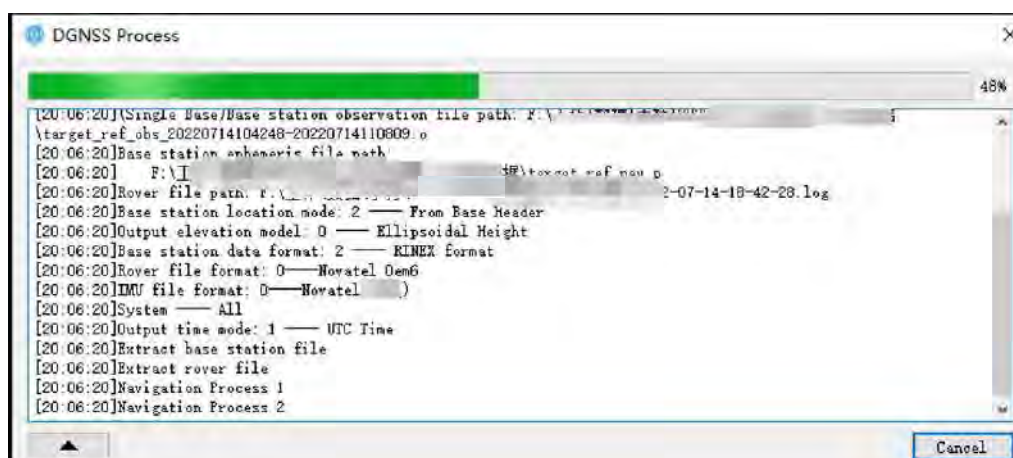 DGNSS Process
48%
[20:06:20](Single Base/Base station observation file path: F:\
\target_ref_obs_20220714104248-20220714110809.o
[20:06:20]Base station ephemeris file path
[20:06:20] F:\ 据\target_ref_nav.p
[20:06:20]Rover file path: F:\ 2-07-14-18-42-28.log
[20:06:20]Base station location mode: 2 —— From Base Header
[20:06:20]Output elevation model: 0 —— Ellipsoidal Height
[20:06:20]Base station data format: 2 —— RINEX format
[20:06:20]Rover file format: 0——Novatel Oem6
[20:06:20]IMU file format: 0——Novatel )
[20:06:20]System —— All
[20:06:20]Output time mode: 1 —— UTC Time
[20:06:20]Extract base station file
[20:06:20]Extract rover file
[20:06:20]Navigation Process 1
[20:06:20]Navigation Process 2
Cancel